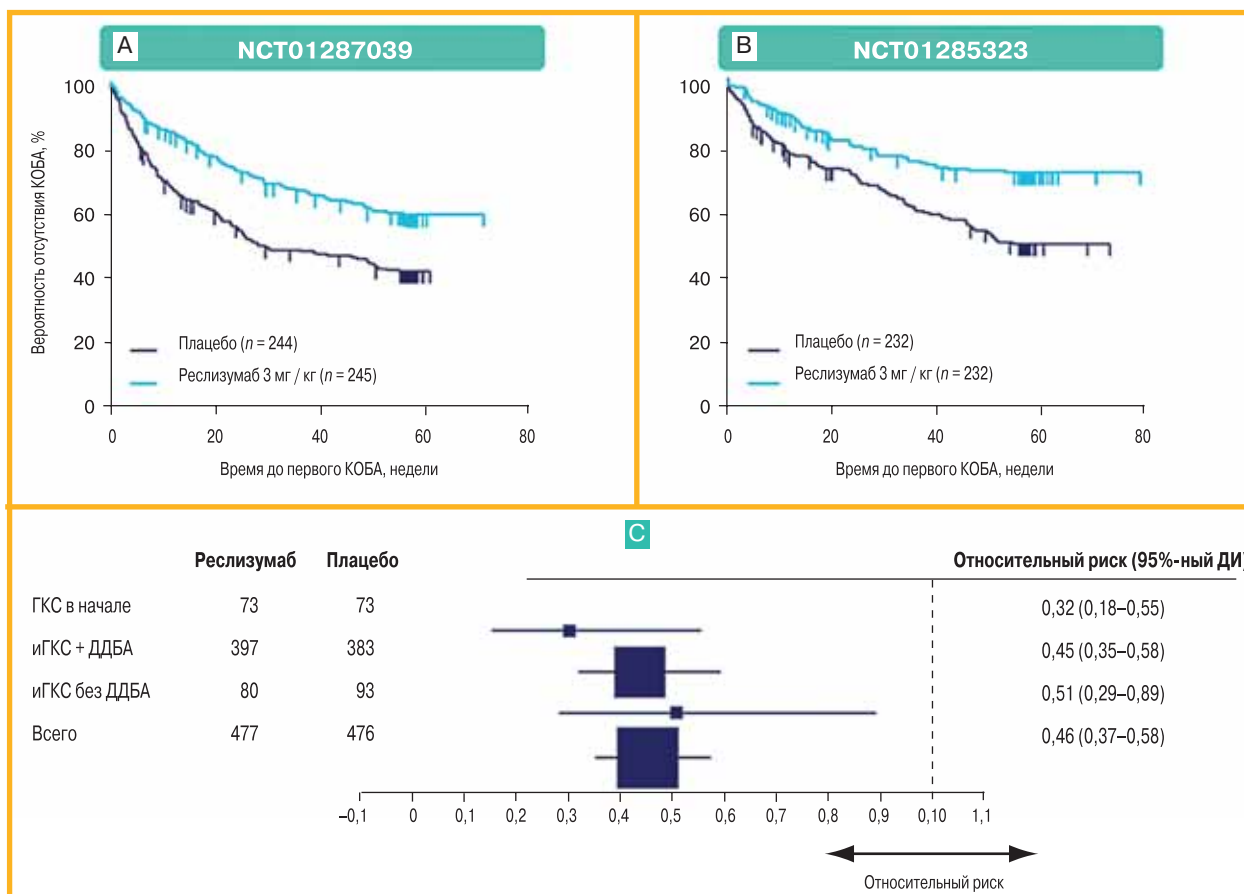 A
NCT01287039
Вероятность отсутствия КОБА, %
100
80
60
40
20
0
Плацебо (n = 244)
Реслизумаб 3 мг / кг (n = 245)
0 20 40 60 80
Время до первого КОБА, недели
B
NCT01285323
100
80
60
40
20
0
Плацебо (n = 232)
Реслизумаб 3 мг / кг (n = 232)
0 20 40 60 80
Время до первого КОБА, недели
C
Реслизумаб Плацебо Относительный риск (95%-ный ДИ)
ГКС в начале 73 73 0,32 (0,18–0,55)
иГКС + ДДБА 397 383 0,45 (0,35–0,58)
иГКС без ДДБА 80 93 0,51 (0,29–0,89)
Всего 477 476 0,46 (0,37–0,58)
–0,1 0 0,1 0,2 0,3 0,4 0,5 0,6 0,7 0,8 0,9 0,10 1,1
Относительный риск